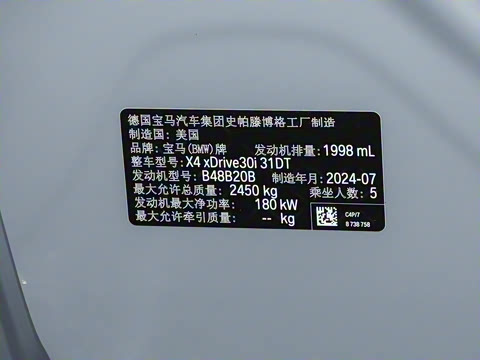 德国宝马汽车集团史帕滕博格工厂制造
制造国: 美国
品牌: 宝马(BMW)牌 发动机排量: 1998 mL
整车型号: X4 xDrive30i 31DT
发动机型号: B48B20B 制造年月: 2024-07
最大允许总质量: 2450 kg 乘坐人数: 5
发动机最大净功率: 180 kW
最大允许牵引质量: -- kg
C4P/7
8 738 758